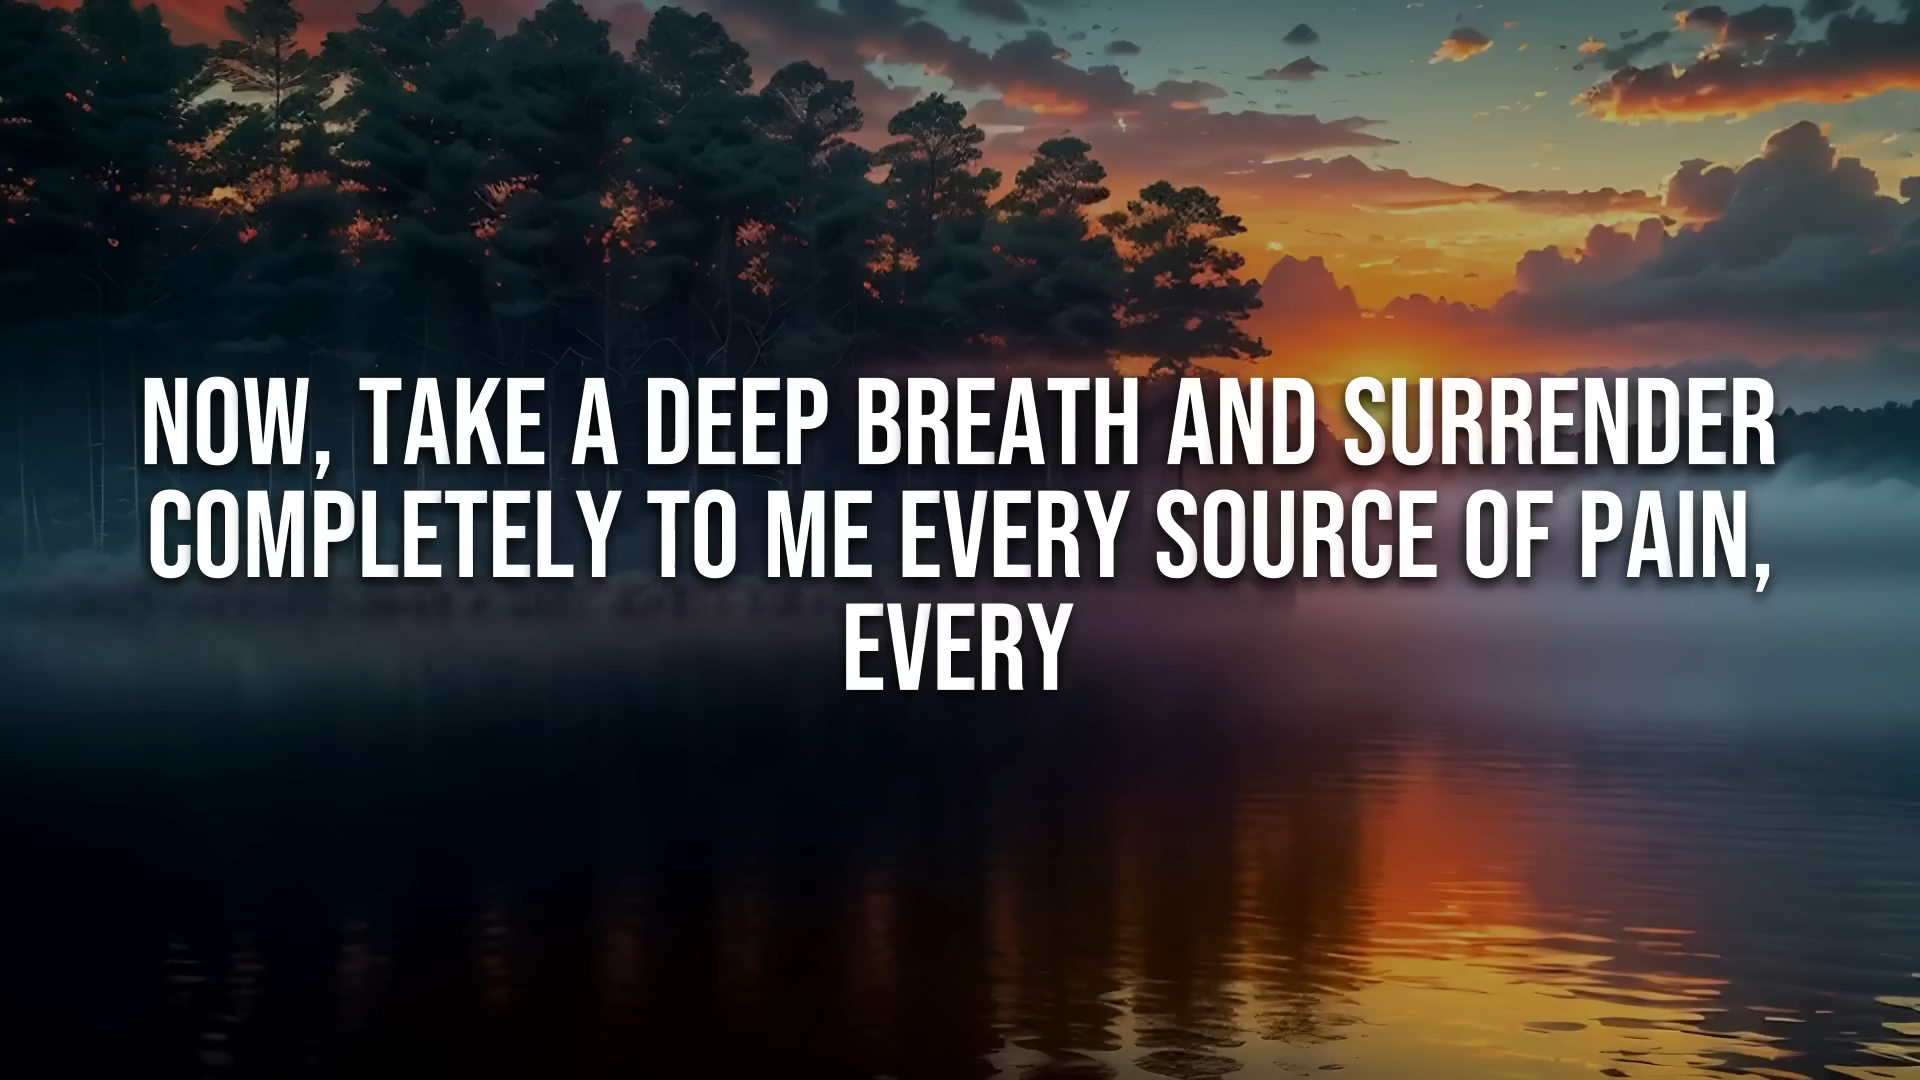 NOW, TAKE A DEEP BREATH AND SURRENDER
COMPLETELY TO ME EVERY SOURCE OF PAIN,
EVERY